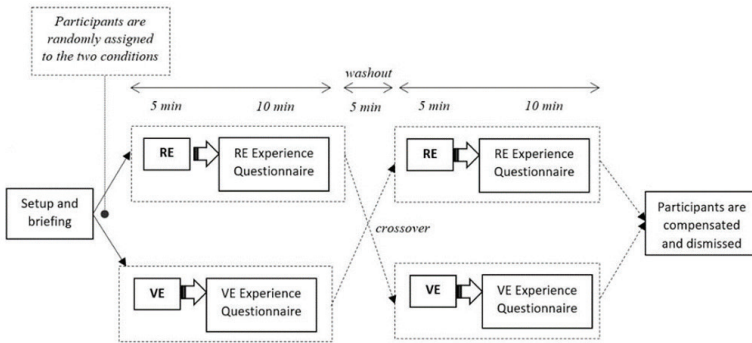 Participants are
randomly assigned
to the two conditions
washout
5 min
10 min
5 min
5 min
10 min
RE
RE Experience
Questionnaire
RE
RE Experience
Questionnaire
Setup and
briefing
crossover
Participants are
compensated
and dismissed
VE
VE Experience
Questionnaire
VE
VE Experience
Questionnaire